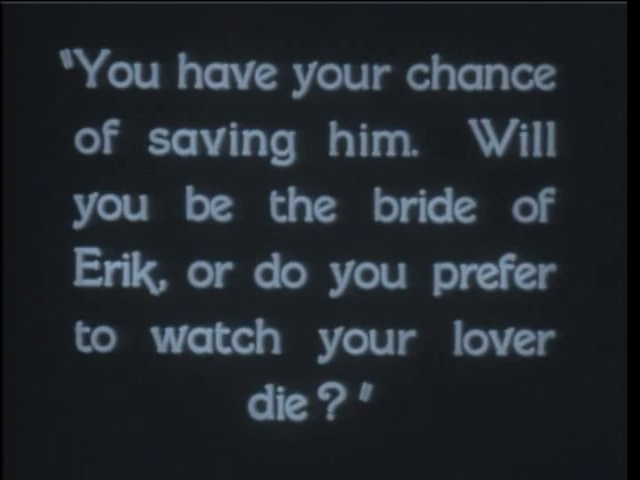 "You have your chance
of saving him. Will
you be the bride of
Erik, or do you prefer
to watch your lover
die?"